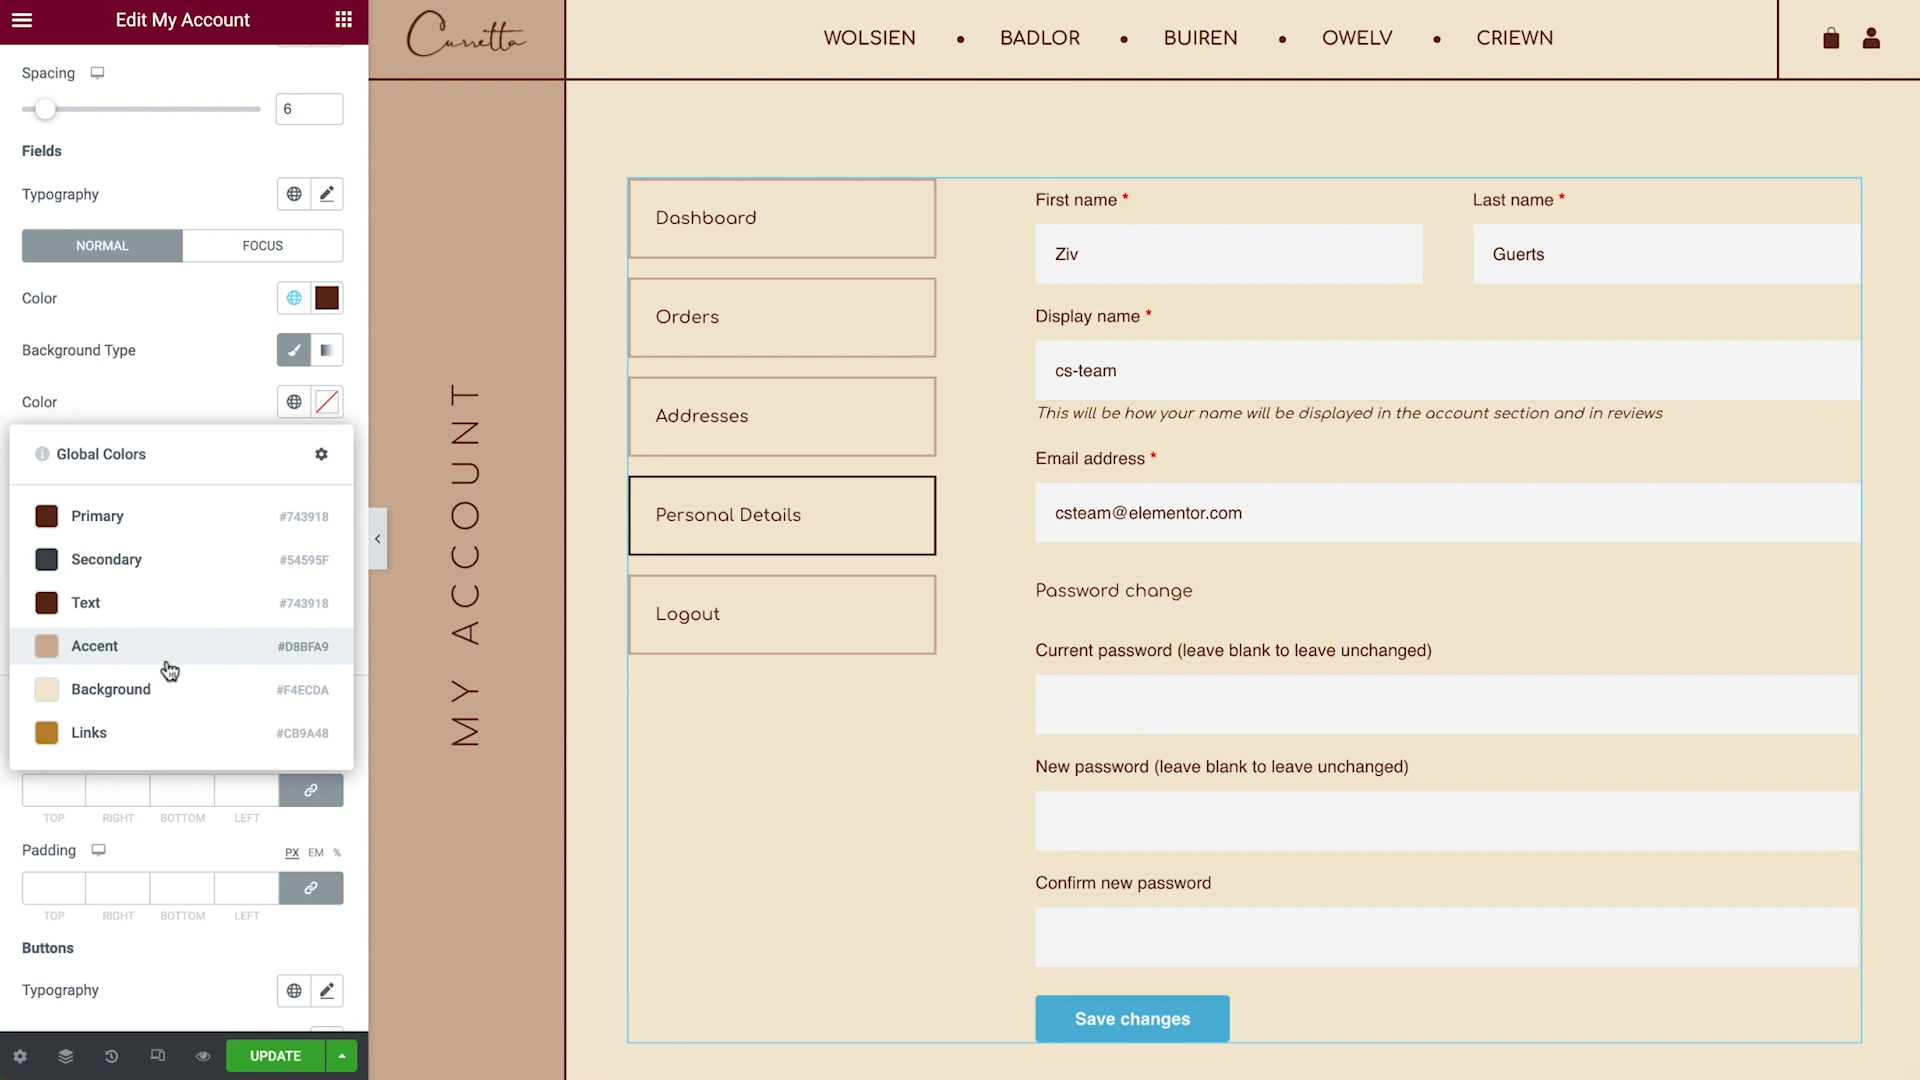 Edit My Account
Spacing
6
Fields
Typography
NORMAL
FOCUS
Color
Background Type
Color
Global Colors
Primary #743918
Secondary #54595F
Text #743918
Accent #D8BFA9
Background #F4ECDA
Links #CB9A48
TOP RIGHT BOTTOM LEFT
Padding PX EM %
TOP RIGHT BOTTOM LEFT
Buttons
Typography
UPDATE
Curretta
WOLSIEN • BADLOR • BUIREN • OWELV • CRIEWN
MY ACCOUNT
Dashboard
Orders
Addresses
Personal Details
Logout
First name *
Ziv
Last name *
Guerts
Display name *
cs-team
This will be how your name will be displayed in the account section and in reviews
Email address *
csteam@elementor.com
Password change
Current password (leave blank to leave unchanged)
New password (leave blank to leave unchanged)
Confirm new password
Save changes